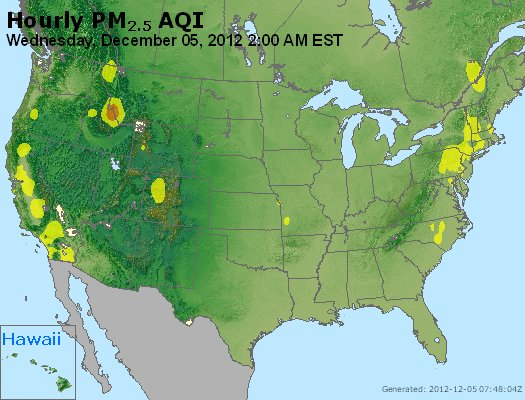 Hourly PM2.5 AQI
Wednesday, December 05, 2012 2:00 AM EST
Hawaii
Generated: 2012-12-05 07:48:04Z